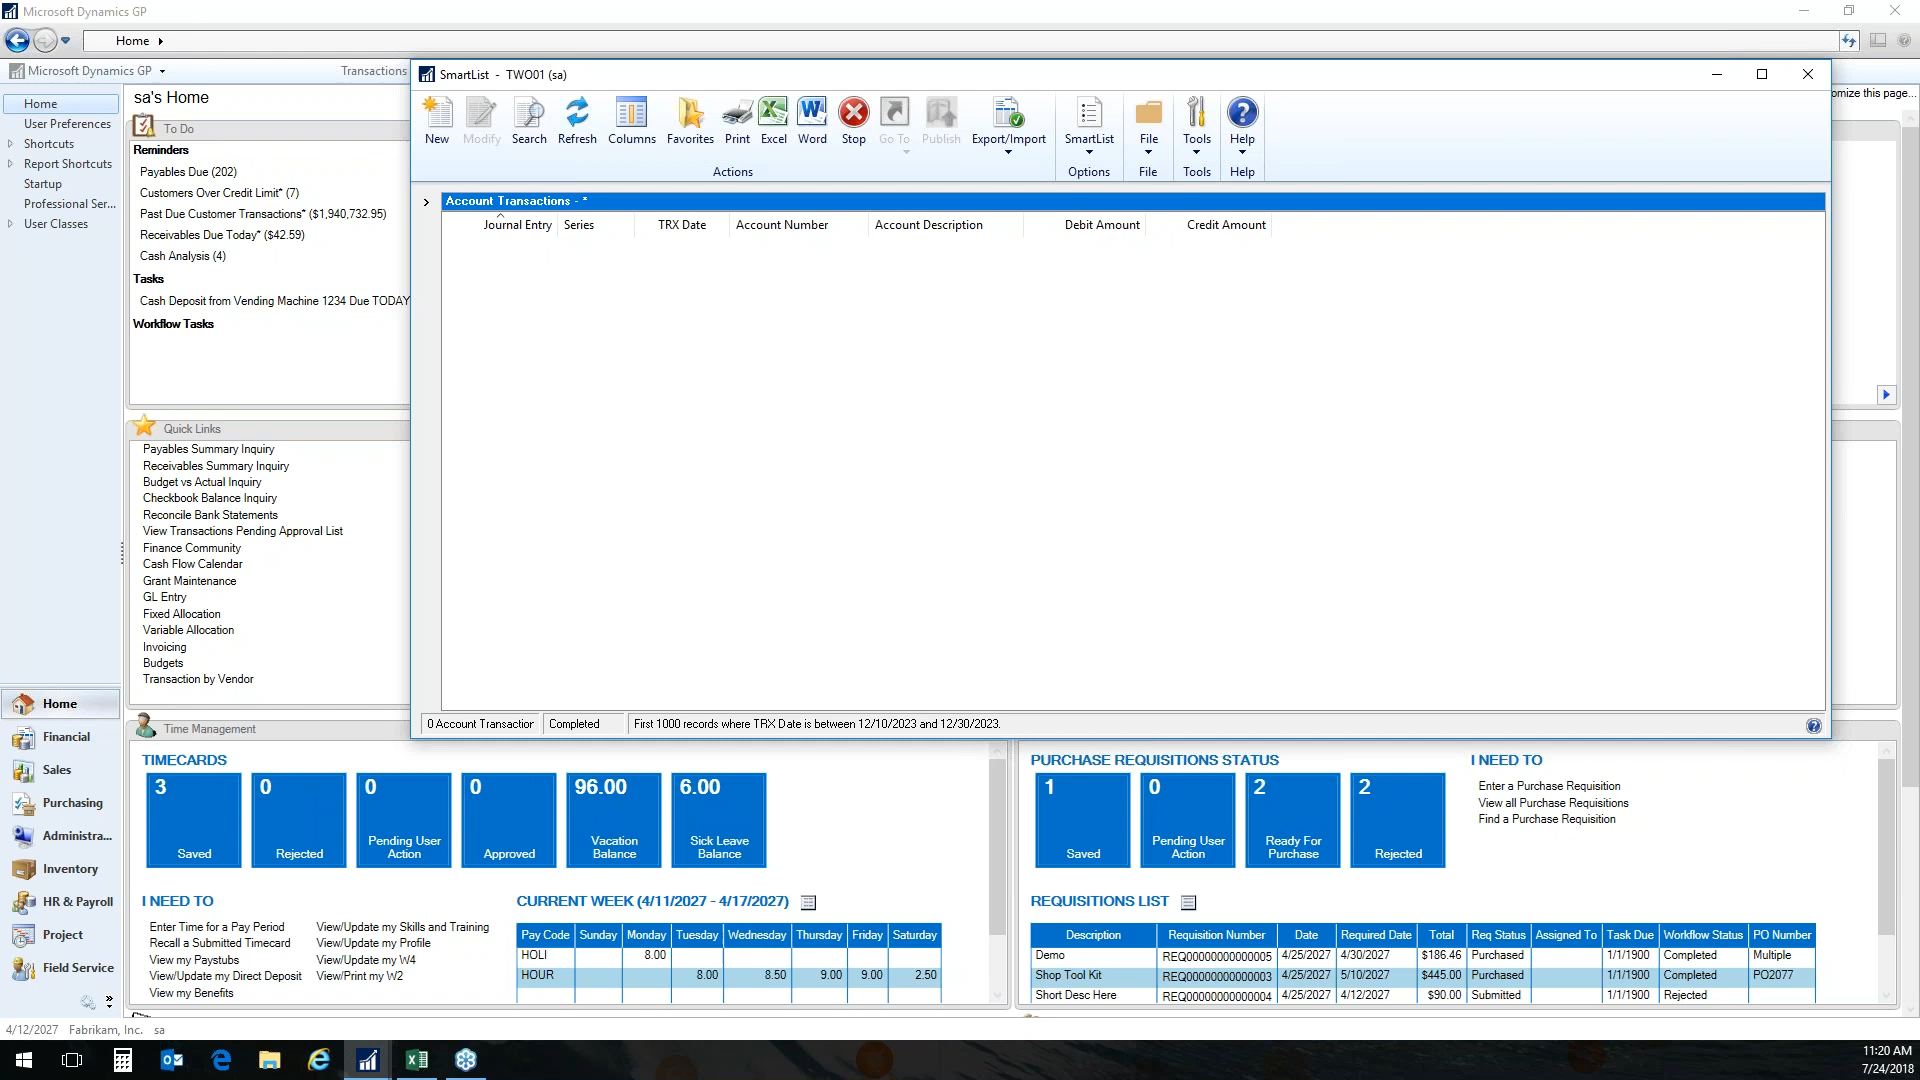 Microsoft Dynamics GP
Home
Microsoft Dynamics GP
Transactions
SmartList - TWO01 (sa)
omize this page...
New
Modify
Search
Refresh
Columns
Favorites
Print
Excel
Word
Stop
Go To
Publish
Export/Import
SmartList
File
Tools
Help
Actions
Options
File
Tools
Help
Home
User Preferences
Shortcuts
Report Shortcuts
Startup
Professional Ser...
User Classes
sa's Home
To Do
Reminders
Payables Due (202)
Customers Over Credit Limit* (7)
Past Due Customer Transactions* ($1,940,732.95)
Receivables Due Today* ($42.59)
Cash Analysis (4)
Tasks
Cash Deposit from Vending Machine 1234 Due TODAY
Workflow Tasks
Account Transactions - *
Journal Entry Series TRX Date Account Number Account Description Debit Amount Credit Amount
Quick Links
Payables Summary Inquiry
Receivables Summary Inquiry
Budget vs Actual Inquiry
Checkbook Balance Inquiry
Reconcile Bank Statements
View Transactions Pending Approval List
Finance Community
Cash Flow Calendar
Grant Maintenance
GL Entry
Fixed Allocation
Variable Allocation
Invoicing
Budgets
Transaction by Vendor
0 Account Transaction Completed First 1000 records where TRX Date is between 12/10/2023 and 12/30/2023.
Home
Financial
Sales
Purchasing
Administra...
Inventory
HR & Payroll
Project
Field Service
Time Management
TIMECARDS
3
Saved
0
Rejected
0
Pending User
Action
0
Approved
96.00
Vacation
Balance
6.00
Sick Leave
Balance
I NEED TO
Enter Time for a Pay Period
Recall a Submitted Timecard
View my Paystubs
View/Update my Direct Deposit
View my Benefits
View/Update my Skills and Training
View/Update my Profile
View/Update my W4
View/Print my W2
CURRENT WEEK (4/11/2027 - 4/17/2027)
Pay Code Sunday Monday Tuesday Wednesday Thursday Friday Saturday
HOLI 8.00
HOUR 8.00 8.50 9.00 9.00 2.50
PURCHASE REQUISITIONS STATUS
1
Saved
0
Pending User
Action
2
Ready For
Purchase
2
Rejected
I NEED TO
Enter a Purchase Requisition
View all Purchase Requisitions
Find a Purchase Requisition
REQUISITIONS LIST
Description Requisition Number Date Required Date Total Req Status Assigned To Task Due Workflow Status PO Number
Demo REQ00000000000005 4/25/2027 4/30/2027 $186.46 Purchased 1/1/1900 Completed Multiple
Shop Tool Kit REQ00000000000003 4/25/2027 5/10/2027 $445.00 Purchased 1/1/1900 Completed PO2077
Short Desc Here REQ00000000000004 4/25/2027 4/12/2027 $90.00 Submitted 1/1/1900 Rejected
4/12/2027 Fabrikam, Inc. sa
11:20 AM
7/24/2018